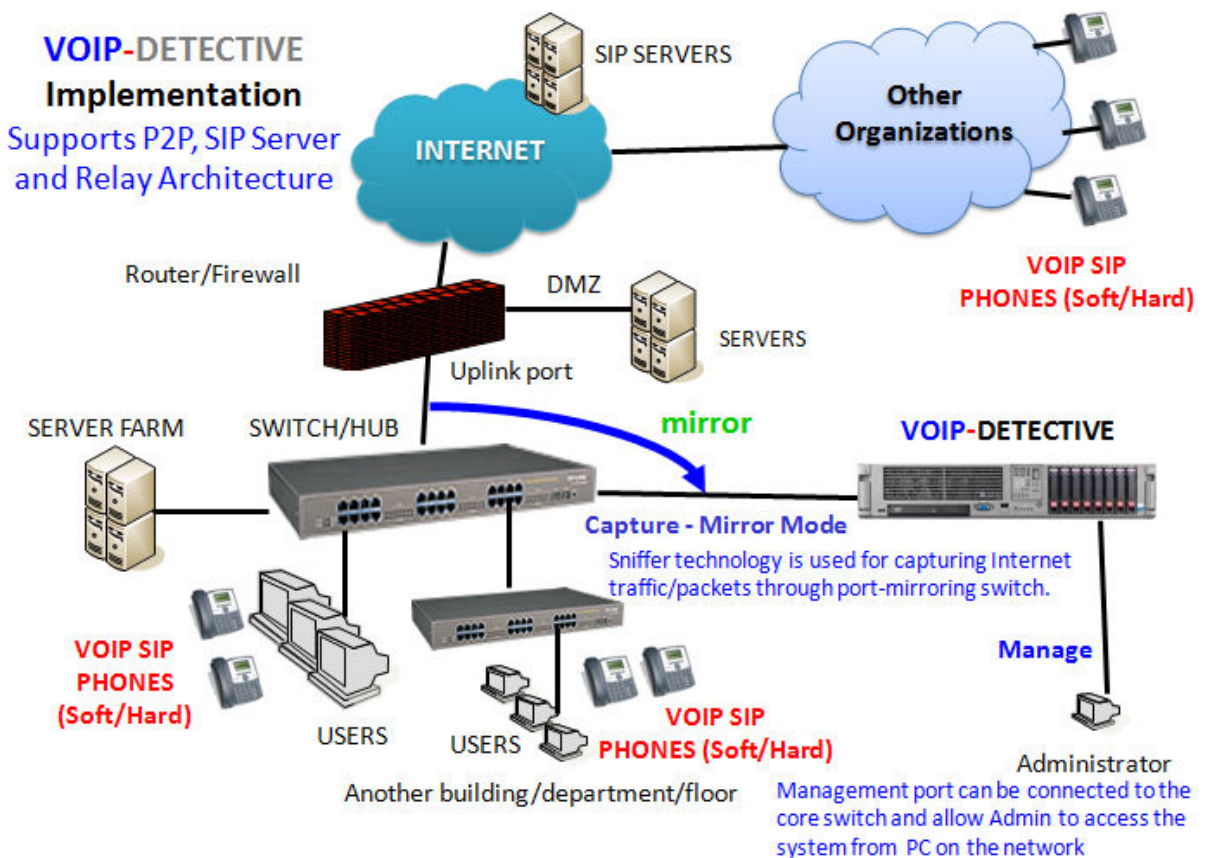 VOIP-DETECTIVE
Implementation
Supports P2P, SIP Server
and Relay Architecture
SIP SERVERS
INTERNET
Other
Organizations
VOIP SIP
PHONES (Soft/Hard)
Router/Firewall
DMZ
SERVERS
Uplink port
SERVER FARM
SWITCH/HUB
mirror
VOIP-DETECTIVE
Capture - Mirror Mode
Sniffer technology is used for capturing Internet
traffic/packets through port-mirroring switch.
VOIP SIP
PHONES
(Soft/Hard)
USERS
USERS
VOIP SIP
PHONES (Soft/Hard)
Another building/department/floor
Manage
Administrator
Management port can be connected to the
core switch and allow Admin to access the
system from PC on the network